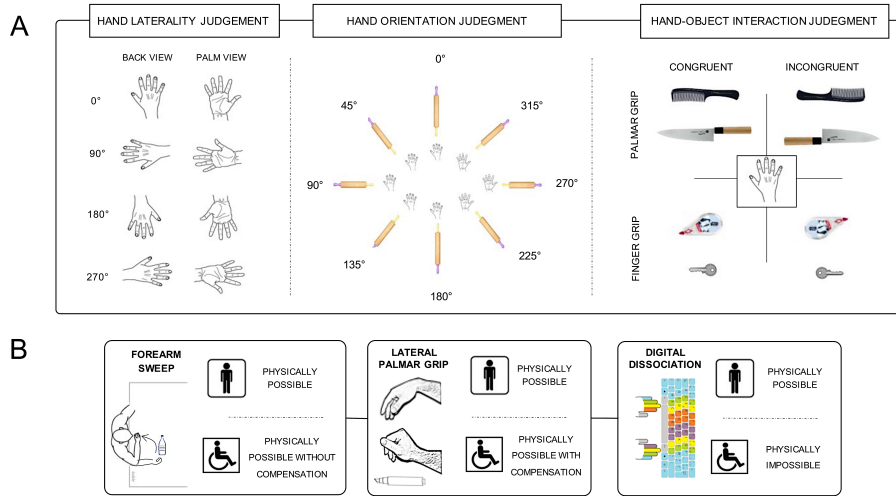 A
HAND LATERALITY JUDGEMENT
HAND ORIENTATION JUDEGMENT
HAND-OBJECT INTERACTION JUDEGMENT
BACK VIEW
PALM VIEW
0°
90°
180°
270°
0°
45°
315°
90°
270°
135°
225°
180°
CONGRUENT
INCONGRUENT
PALMAR GRIP
FINGER GRIP
B
FOREARM
SWEEP
PHYSICALLY
POSSIBLE
PHYSICALLY
POSSIBLE WITHOUT
COMPENSATION
LATERAL
PALMAR GRIP
PHYSICALLY
POSSIBLE
PHYSICALLY
POSSIBLE WITH
COMPENSATION
DIGITAL
DISSOCIATION
PHYSICALLY
POSSIBLE
PHYSICALLY
IMPOSSIBLE